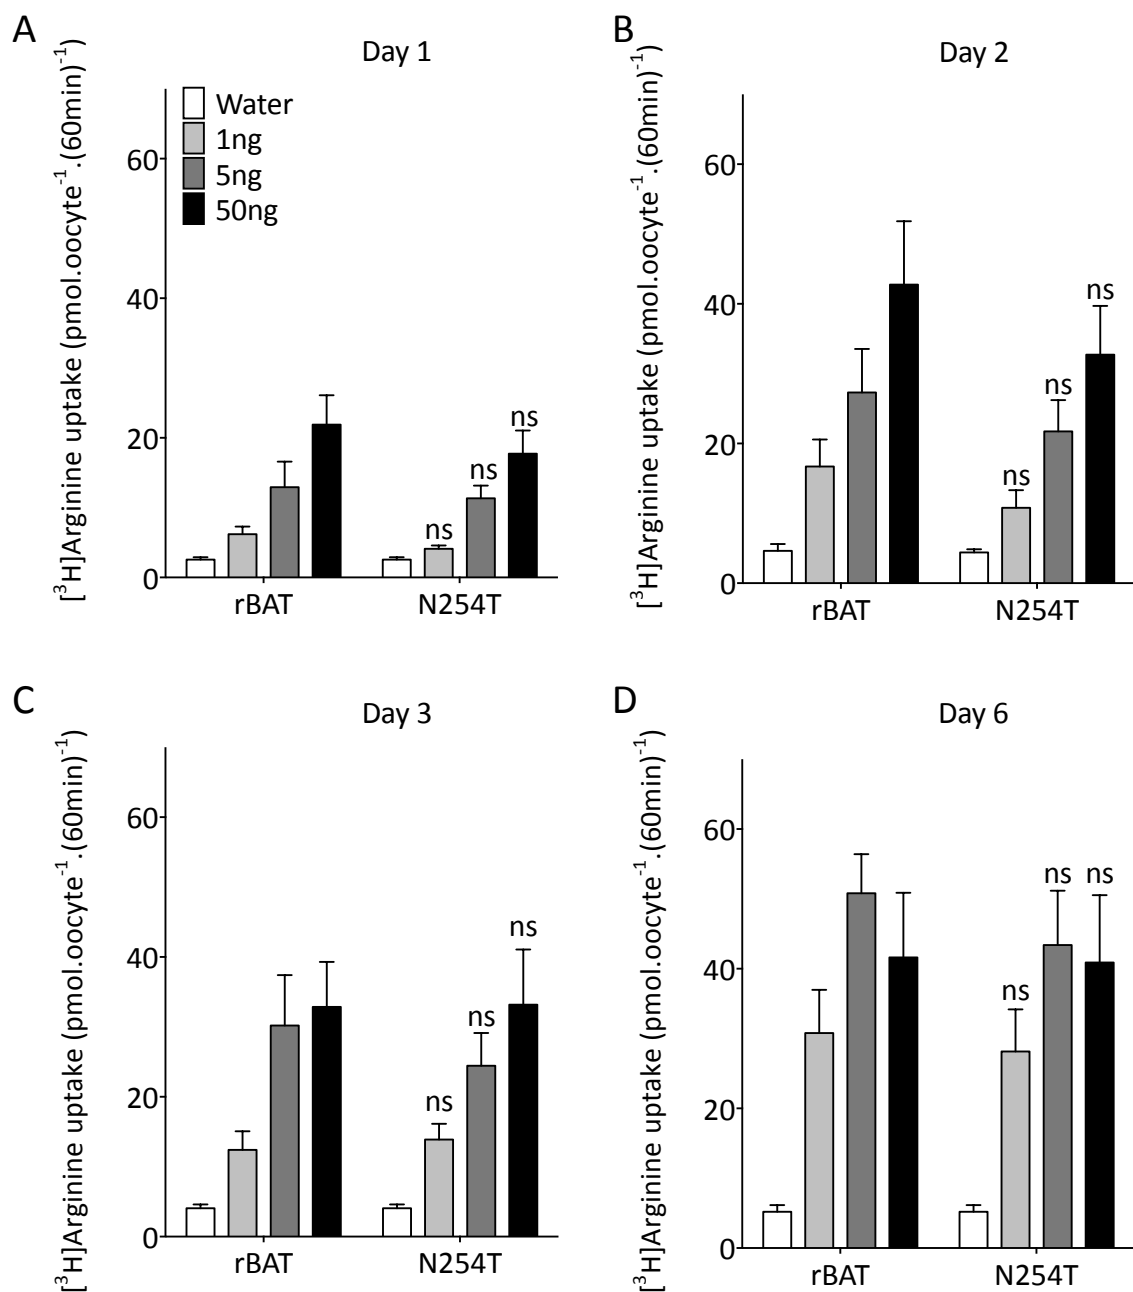 A
Day 1
[³H]Arginine uptake (pmol.oocyte⁻¹.(60min)⁻¹)
Water
1ng
5ng
50ng
60
40
20
0
ns
ns
ns
rBAT
N254T
B
Day 2
[³H]Arginine uptake (pmol.oocyte⁻¹.(60min)⁻¹)
60
40
20
0
ns
ns
ns
rBAT
N254T
C
Day 3
[³H]Arginine uptake (pmol.oocyte⁻¹.(60min)⁻¹)
60
40
20
0
ns
ns
ns
rBAT
N254T
D
Day 6
[³H]Arginine uptake (pmol.oocyte⁻¹.(60min)⁻¹)
60
40
20
0
ns
ns
ns
rBAT
N254T